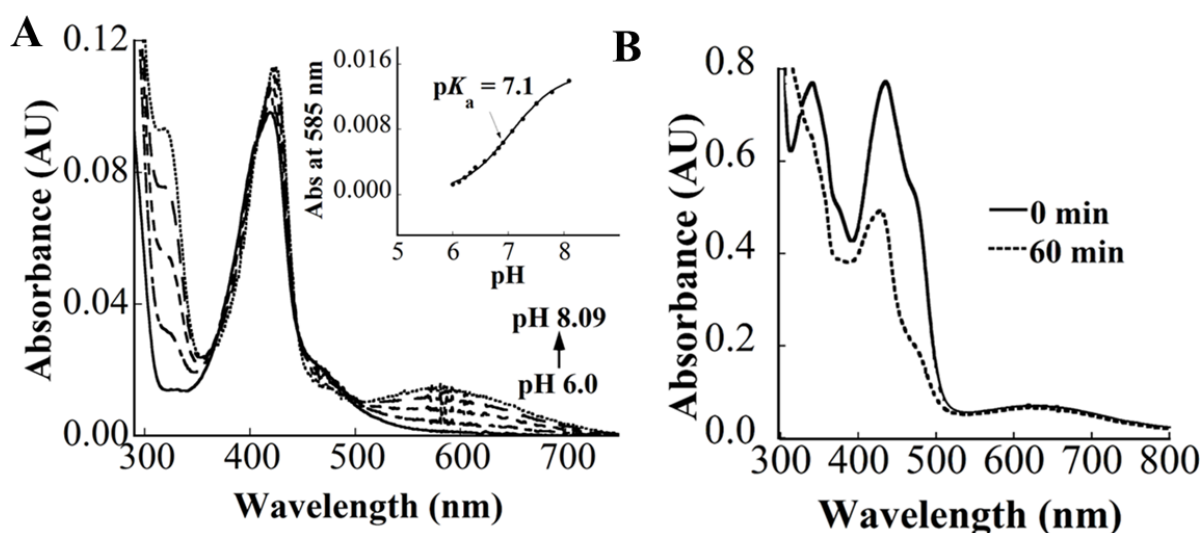 A
Absorbance (AU)
0.12
0.08
0.04
0.00
300
400
500
600
700
Wavelength (nm)
Abs at 585 nm
0.016
0.008
0.000
5
6
7
8
pH
pKa = 7.1
pH 8.09
pH 6.0
B
Absorbance (AU)
0.8
0.6
0.4
0.2
0.0
300 400 500 600 700 800
Wavelength (nm)
0 min
60 min